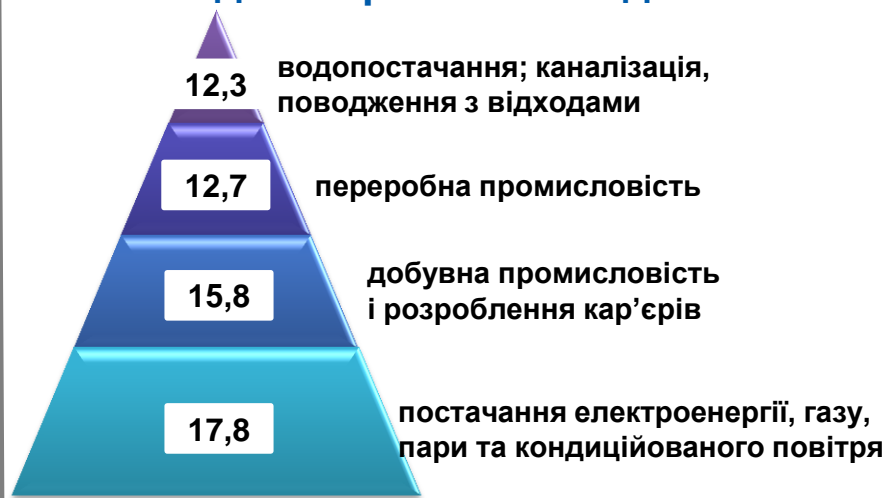 12,3
водопостачання; каналізація,
поводження з відходами
12,7
переробна промисловість
15,8
добувна промисловість
і розроблення кар’єрів
17,8
постачання електроенергії, газу,
пари та кондиційованого повітря